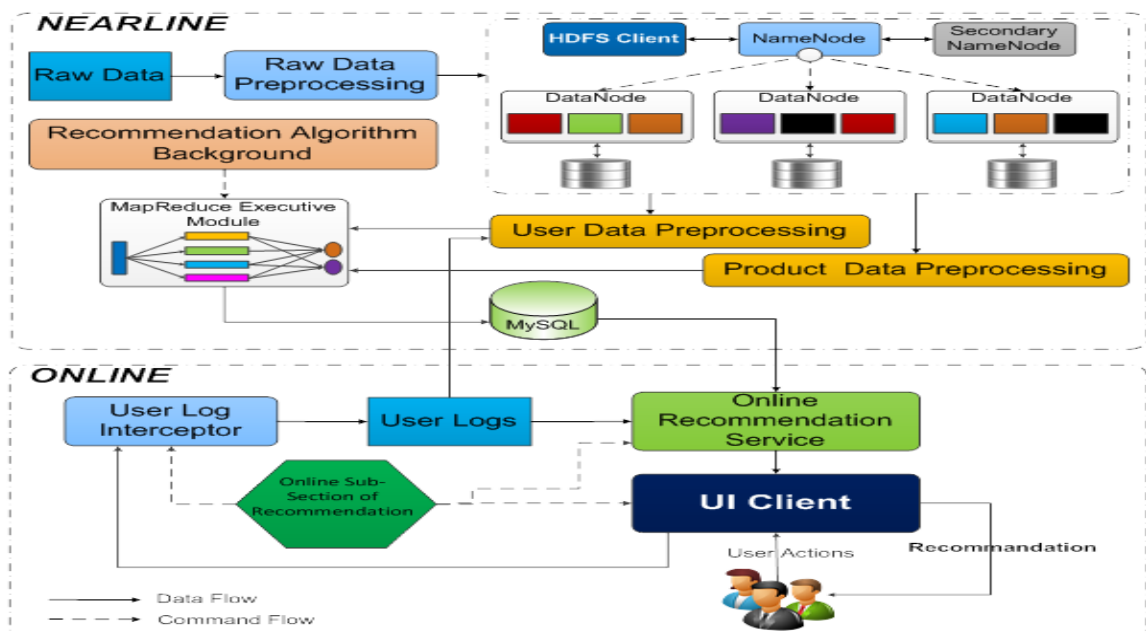 NEARLINE
HDFS Client
NameNode
Secondary
NameNode
Raw Data
Raw Data
Preprocessing
DataNode
DataNode
DataNode
Recommendation Algorithm
Background
MapReduce Executive
Module
User Data Preprocessing
Product Data Preprocessing
MySQL
ONLINE
User Log
Interceptor
User Logs
Online
Recommendation
Service
Online Sub-
Section of
Recommendation
UI Client
User Actions
Recommandation
Data Flow
Command Flow